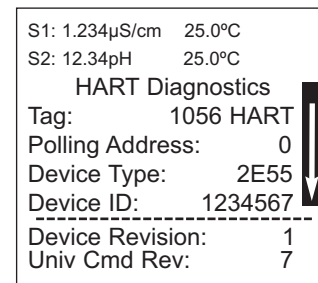 S1: 1.234µS/cm 25.0ºC
S2: 12.34pH 25.0ºC
HART Diagnostics
Tag: 1056 HART
Polling Address: 0
Device Type: 2E55
Device ID: 1234567
Device Revision: 1
Univ Cmd Rev: 7